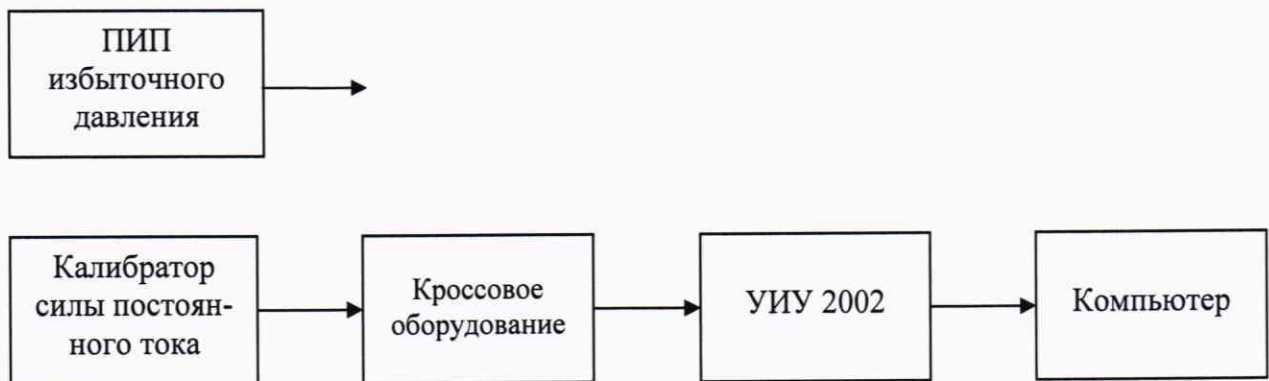 ПИП
избыточного
давления
Калибратор
силы постоян-
ного тока
Кроссовое
оборудование
УИУ 2002
Компьютер